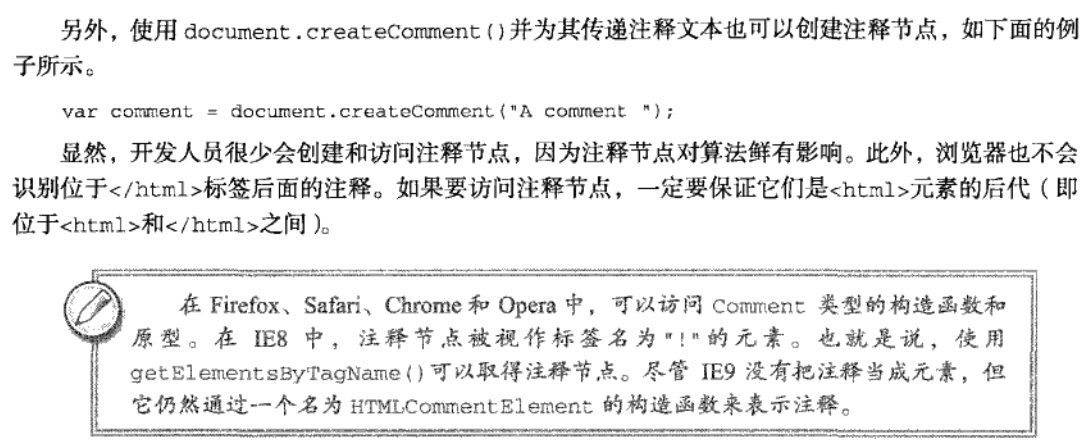 另外，使用 document.createComment()并为其传递注释文本也可以创建注释节点，如下面的例
子所示。
var comment = document.createComment("A comment ");
显然，开发人员很少会创建和访问注释节点，因为注释节点对算法鲜有影响。此外，浏览器也不会
识别位于</html>标签后面的注释。如果要访问注释节点，一定要保证它们是<html>元素的后代（即
位于<html>和</html>之间）。
在 Firefox、Safari、Chrome 和 Opera 中，可以访问 Comment 类型的构造函数和
原型。在 IE8 中，注释节点被视作标签名为"!"的元素。也就是说，使用
getElementsByTagName()可以取得注释节点。尽管 IE9 没有把注释当成元素，但
它仍然通过一个名为 HTMLCommentElement 的构造函数来表示注释。